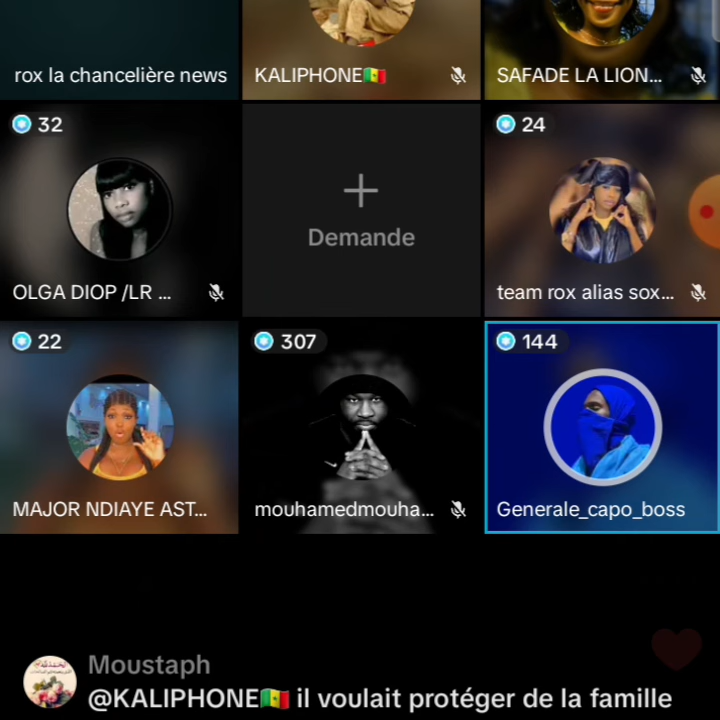 rox la chancelière news
KALIPHONE🇸🇳
SAFADE LA LION...
32
24
Demande
OLGA DIOP /LR ...
team rox alias sox...
22
307
144
MAJOR NDIAYE AST...
mouhamedmouha...
Generale_capo_boss
Moustaph
@KALIPHONE🇸🇳 il voulait protéger de la famille